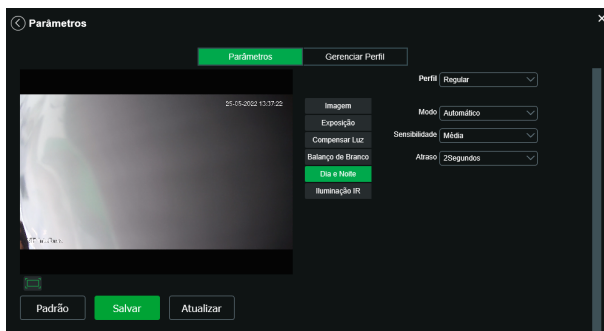 Parâmetros
Parâmetros Gerenciar Perfil
Perfil Regular
25-05-2022 13:37:22
Imagem
Modo Automático
Exposição
Sensibilidade Média
Compensar Luz
Atraso 2Segundos
Balanço de Branco
Dia e Noite
Iluminação IR
Padrão Salvar Atualizar